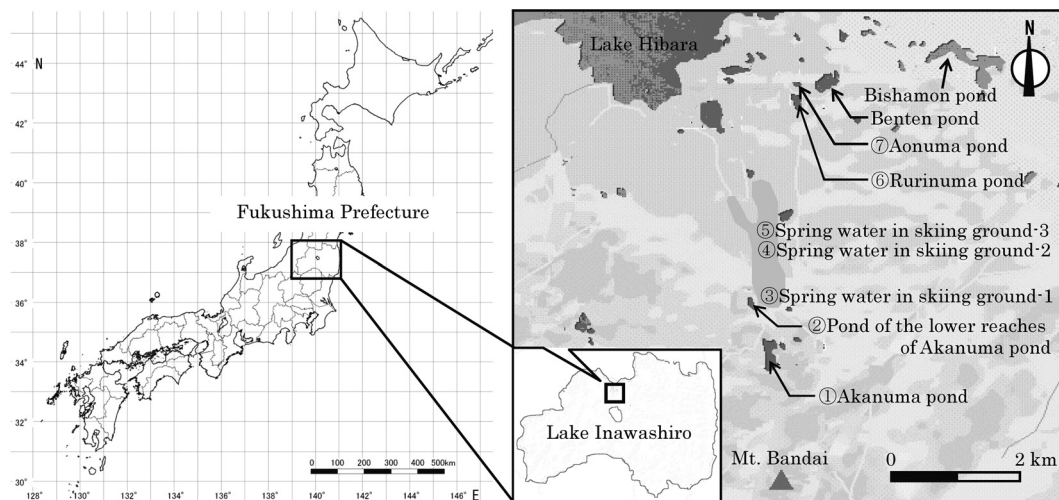 44°
N
42°
40°
Fukushima Prefecture
38°
36°
34°
32°
30°
0 100 200 300 400 500km
128° 130° 132° 134° 136° 138° 140° 142° 144° 146° E
Lake Hibara
N
Bishamon pond
Benten pond
⑦Aonuma pond
⑥Rurinuma pond
⑤Spring water in skiing ground-3
④Spring water in skiing ground-2
③Spring water in skiing ground-1
②Pond of the lower reaches
of Akanuma pond
①Akanuma pond
Lake Inawashiro
Mt. Bandai
0 2 km